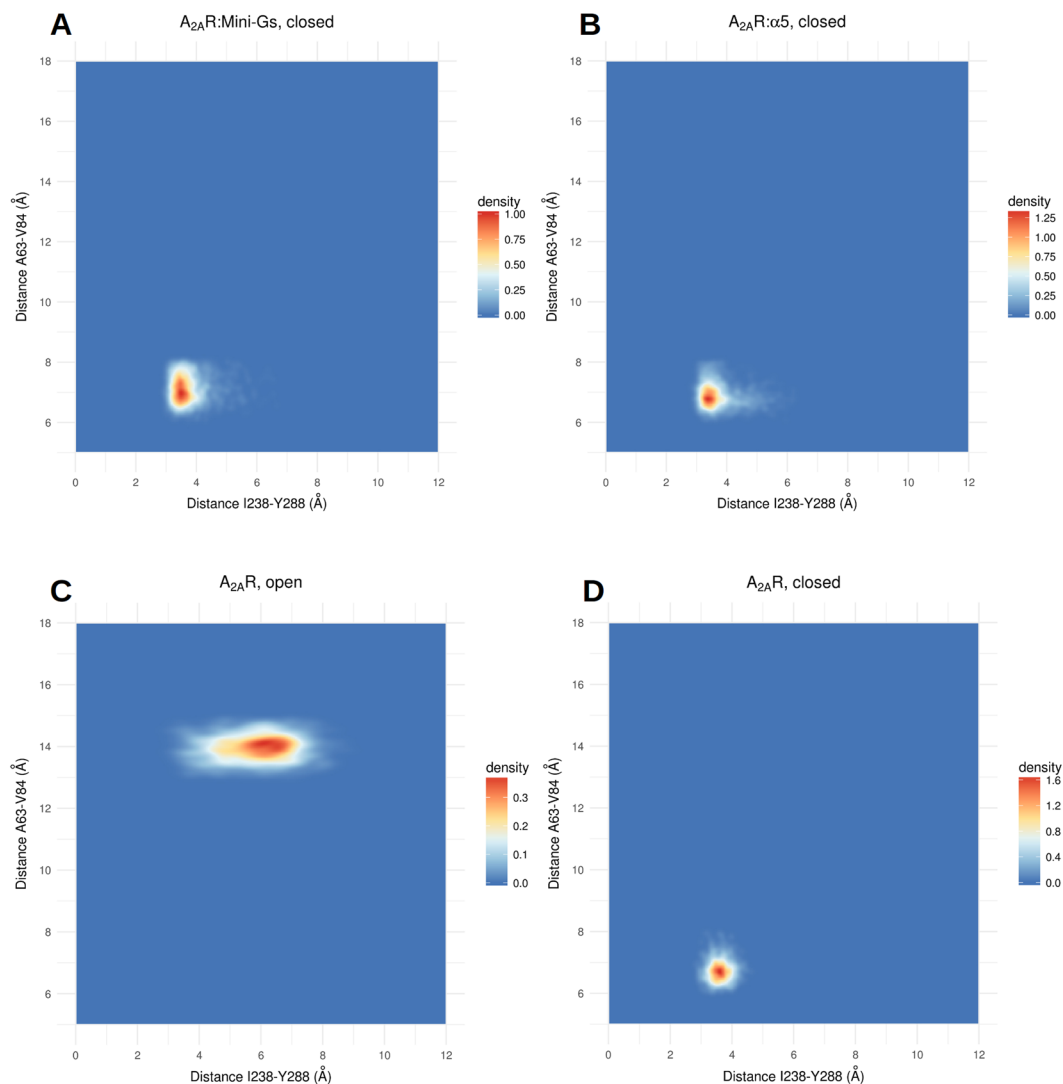 A
A2AR:Mini-Gs, closed
18
16
14
12
10
8
6
Distance A63-V84 (Å)
0 2 4 6 8 10 12
Distance I238-Y288 (Å)
density
1.00
0.75
0.50
0.25
0.00
B
A2AR:α5, closed
18
16
14
12
10
8
6
Distance A63-V84 (Å)
0 2 4 6 8 10 12
Distance I238-Y288 (Å)
density
1.25
1.00
0.75
0.50
0.25
0.00
C
A2AR, open
18
16
14
12
10
8
6
Distance A63-V84 (Å)
0 2 4 6 8 10 12
Distance I238-Y288 (Å)
density
0.3
0.2
0.1
0.0
D
A2AR, closed
18
16
14
12
10
8
6
Distance A63-V84 (Å)
0 2 4 6 8 10 12
Distance I238-Y288 (Å)
density
1.6
1.2
0.8
0.4
0.0